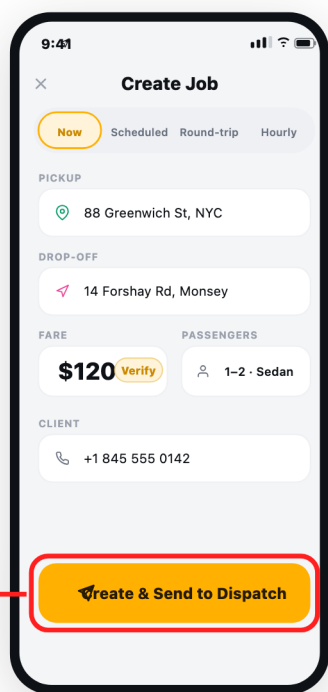 9:41
Create Job
Now Scheduled Round-trip Hourly
PICKUP
88 Greenwich St, NYC
DROP-OFF
14 Forshay Rd, Monsey
FARE PASSENGERS
$120 Verify 1–2 · Sedan
CLIENT
+1 845 555 0142
Create & Send to Dispatch